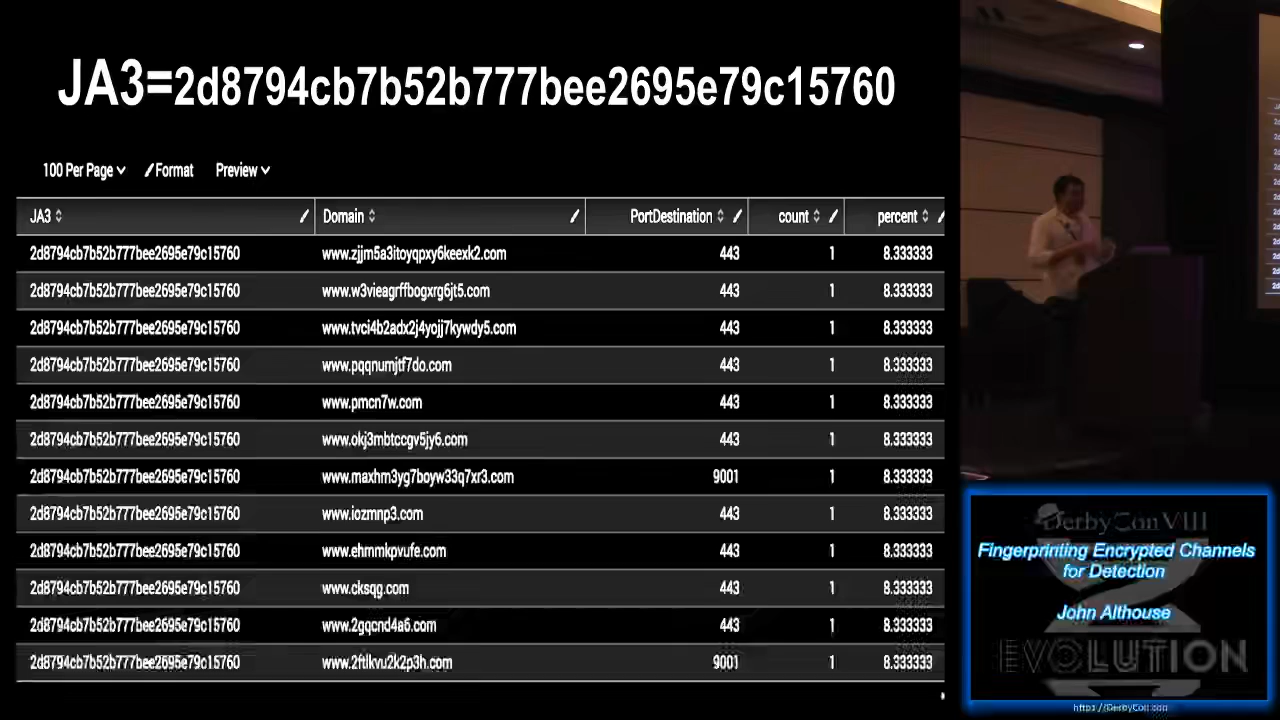 JA3=2d8794cb7b52b777bee2695e79c15760
100 Per Page Format Preview
JA3 Domain PortDestination count percent
2d8794cb7b52b777bee2695e79c15760 www.zjjm5a3itoyqpxy6keexk2.com 443 1 8.333333
2d8794cb7b52b777bee2695e79c15760 www.w3vieagrffbogxrg6jt5.com 443 1 8.333333
2d8794cb7b52b777bee2695e79c15760 www.tvci4b2adx2j4yojj7kywdy5.com 443 1 8.333333
2d8794cb7b52b777bee2695e79c15760 www.pqqnumjtf7do.com 443 1 8.333333
2d8794cb7b52b777bee2695e79c15760 www.pmcn7w.com 443 1 8.333333
2d8794cb7b52b777bee2695e79c15760 www.okj3mbtccgv5jy6.com 443 1 8.333333
2d8794cb7b52b777bee2695e79c15760 www.maxhm3yg7boyw33q7xr3.com 9001 1 8.333333
2d8794cb7b52b777bee2695e79c15760 www.iozmnp3.com 443 1 8.333333
2d8794cb7b52b777bee2695e79c15760 www.ehmmkpvufe.com 443 1 8.333333
2d8794cb7b52b777bee2695e79c15760 www.cksqg.com 443 1 8.333333
2d8794cb7b52b777bee2695e79c15760 www.2gqcnd4a6.com 443 1 8.333333
2d8794cb7b52b777bee2695e79c15760 www.2ftlkvu2k2p3h.com 9001 1 8.333333
DerbyCon VIII
Fingerprinting Encrypted Channels
for Detection
John Althouse
EVOLUTION
https://DerbyCon.com